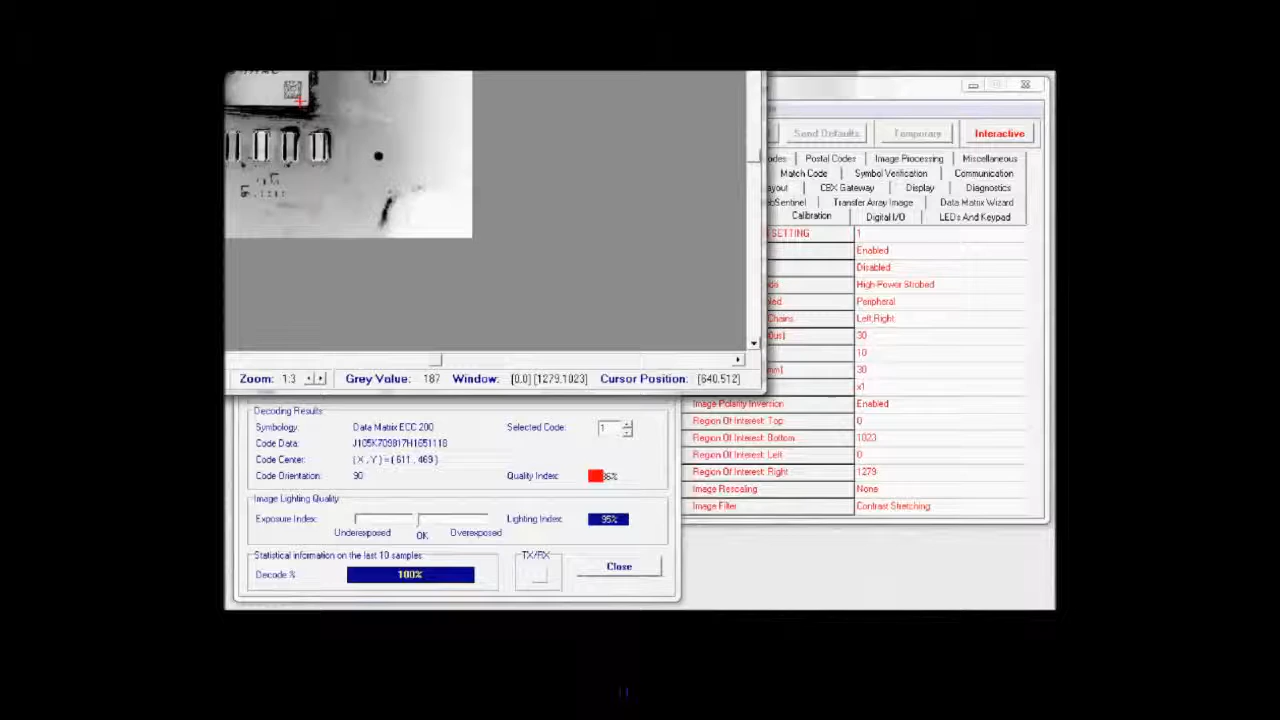 Send Defaults Temporary Interactive
Postal Codes Image Processing Miscellaneous
Match Code Symbol Verification Communication
CBX Gateway Display Diagnostics
Transfer Array Image Data Matrix Wizard
Calibration Digital I/O LEDs And Keypad
SETTING 1
Enabled
Disabled
High-Power Strobed
Peripheral
Chains Left,Right
30
10
30
x1
Zoom: 1:3 Grey Value: 187 Window: [0,0] [1279,1023] Cursor Position: [640,512]
Image Polarity Inversion Enabled
Region Of Interest: Top 0
Region Of Interest: Bottom 1023
Region Of Interest: Left 0
Region Of Interest: Right 1279
Image Rescaling None
Image Filter Contrast Stretching
Decoding Results
Symbology: Data Matrix ECC 200 Selected Code: 1
Code Data: J105K709817H1651118
Code Center: ( X , Y ) = ( 611 , 469 )
Code Orientation: 90 Quality Index:
Image Lighting Quality
Exposure Index: Underexposed OK Overexposed Lighting Index: 95%
Statistical information on the last 10 samples
Decode % 100% TX/RX Close